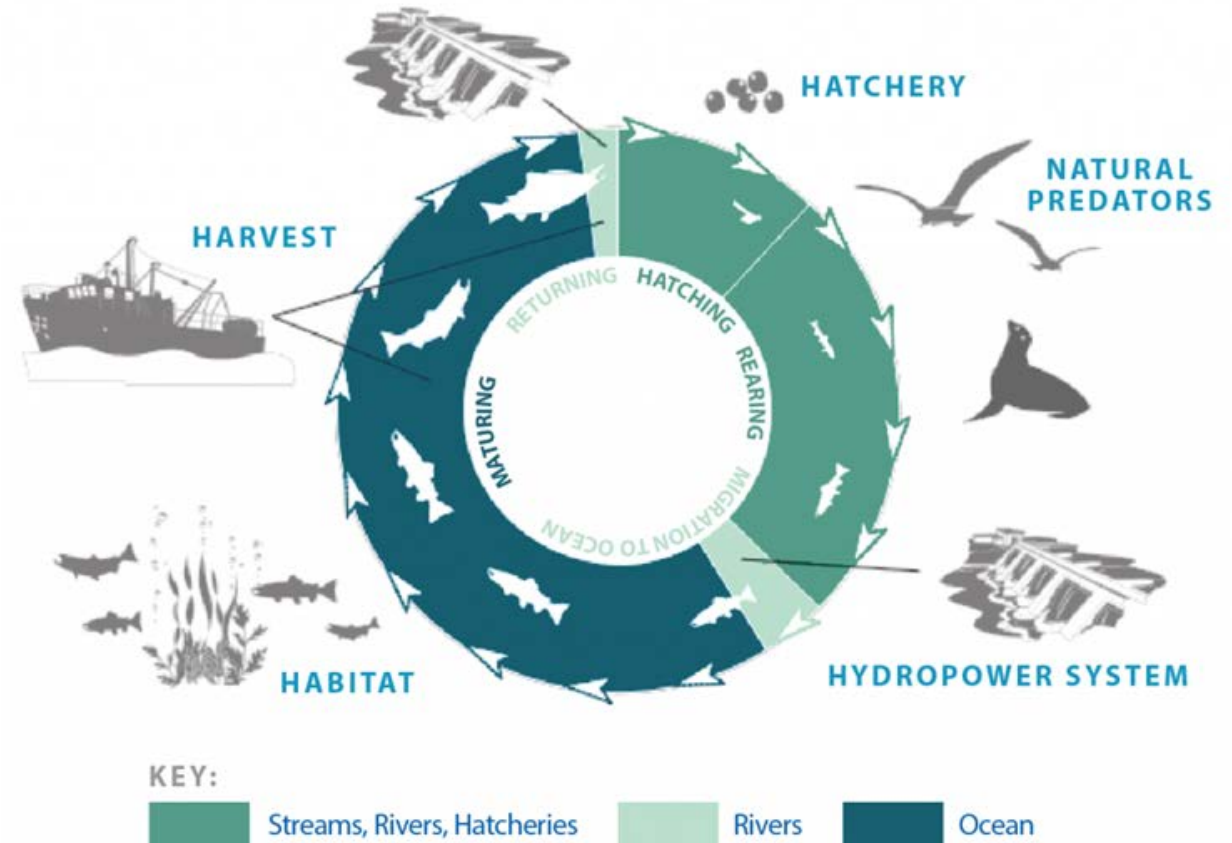 HATCHERY
NATURAL
PREDATORS
HARVEST
RETURNING
HATCHING
REARING
MIGRATION TO OCEAN
MATURING
HABITAT
HYDROPOWER SYSTEM
KEY:
Streams, Rivers, Hatcheries
Rivers
Ocean